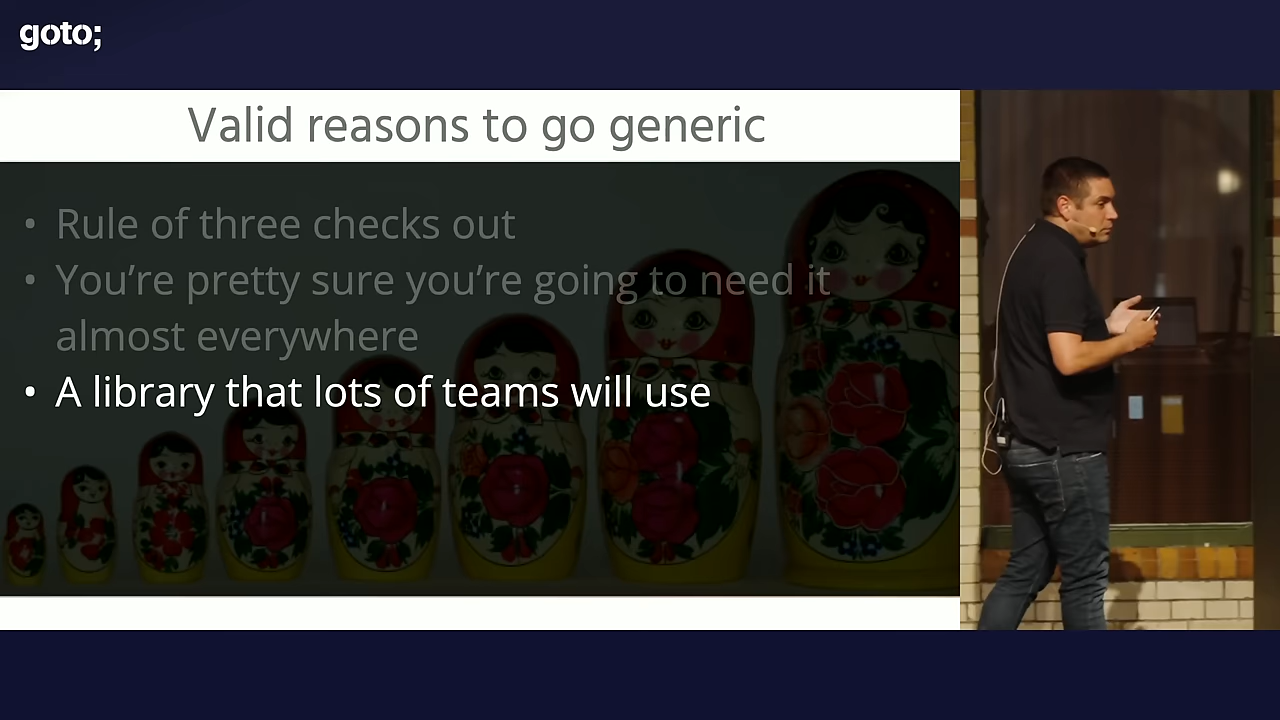 goto;
Valid reasons to go generic
• Rule of three checks out
• You’re pretty sure you’re going to need it
almost everywhere
• A library that lots of teams will use